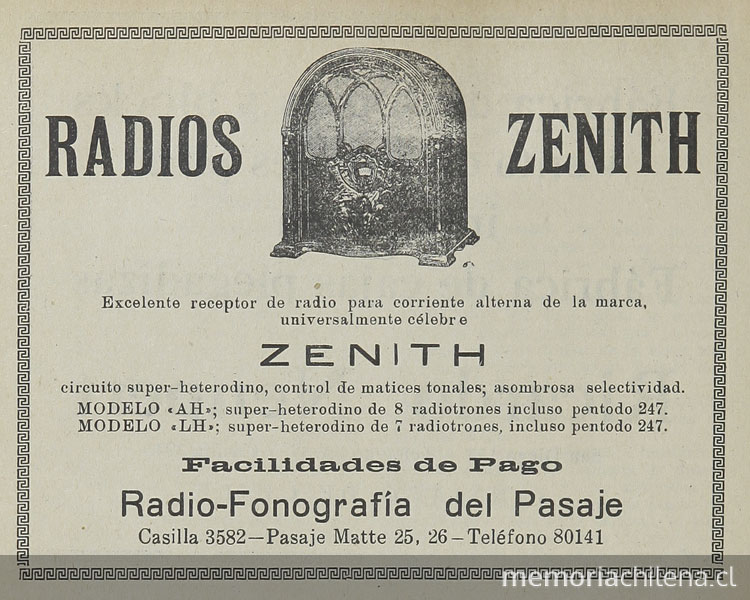 RADIOS ZENITH
Excelente receptor de radio para corriente alterna de la marca,
universalmente célebre
ZENITH
circuito super-heterodino, control de matices tonales; asombrosa selectividad.
MODELO «AH»; super-heterodino de 8 radiotrones incluso pentodo 247.
MODELO «LH»; super-heterodino de 7 radiotrones, incluso pentodo 247.
Facilidades de Pago
Radio-Fonografía del Pasaje
Casilla 3582—Pasaje Matte 25, 26—Teléfono 80141
memoriachilena.cl